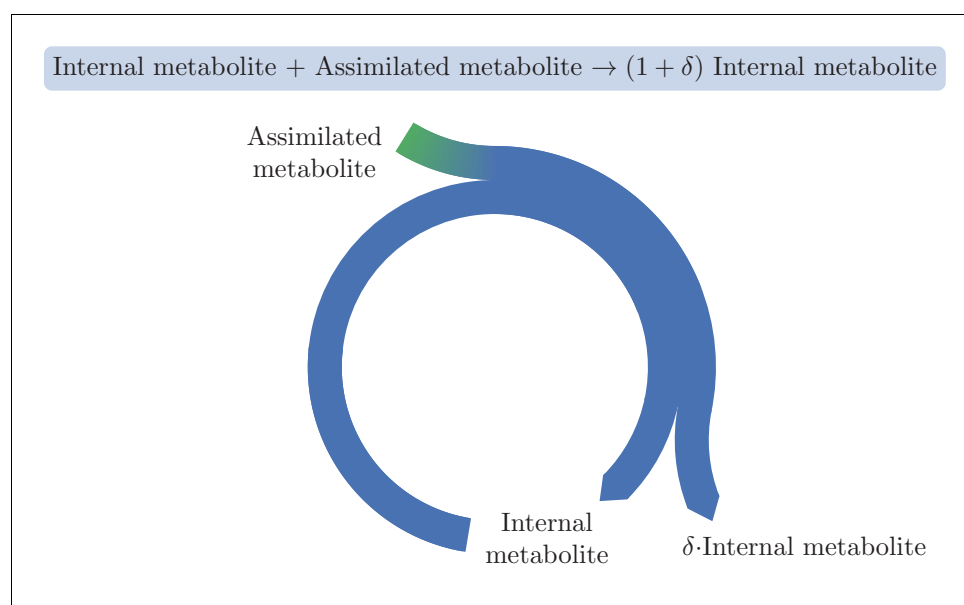 Internal metabolite + Assimilated metabolite → (1 + δ) Internal metabolite
Assimilated
metabolite
Internal
metabolite
δ·Internal metabolite